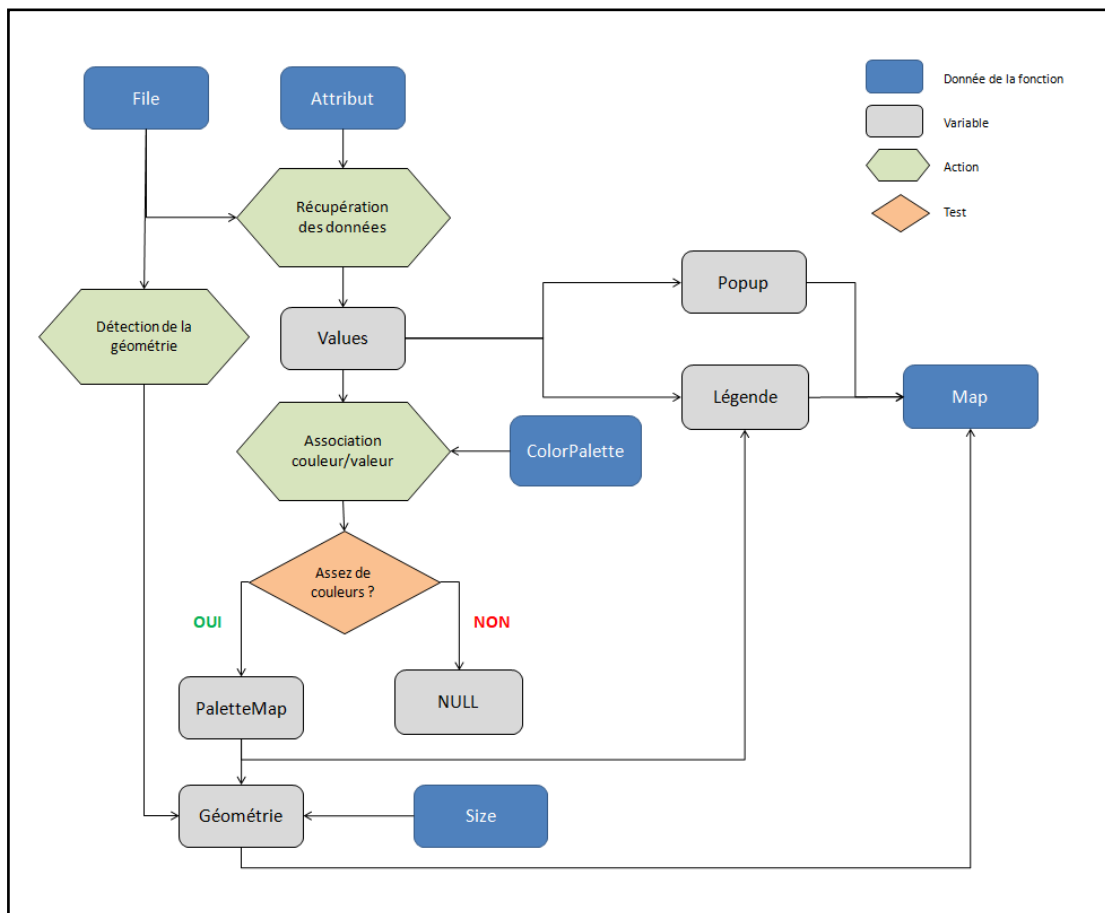 File
Attribut
Donnée de la fonction
Variable
Action
Test
Récupération
des données
Popup
Détection de la
géométrie
Values
Légende
Map
Association
couleur/valeur
ColorPalette
Assez de
couleurs ?
OUI
NON
PaletteMap
NULL
Géométrie
Size